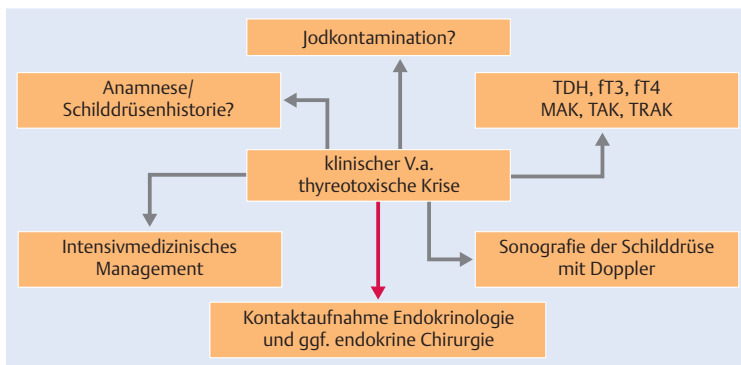 Jodkontamination?
Anamnese/
Schilddrüsenhistorie?
TDH, fT3, fT4
MAK, TAK, TRAK
klinischer V.a.
thyreotoxische Krise
Intensivmedizinisches
Management
Sonografie der Schilddrüse
mit Doppler
Kontaktaufnahme Endokrinologie
und ggf. endokrine Chirurgie